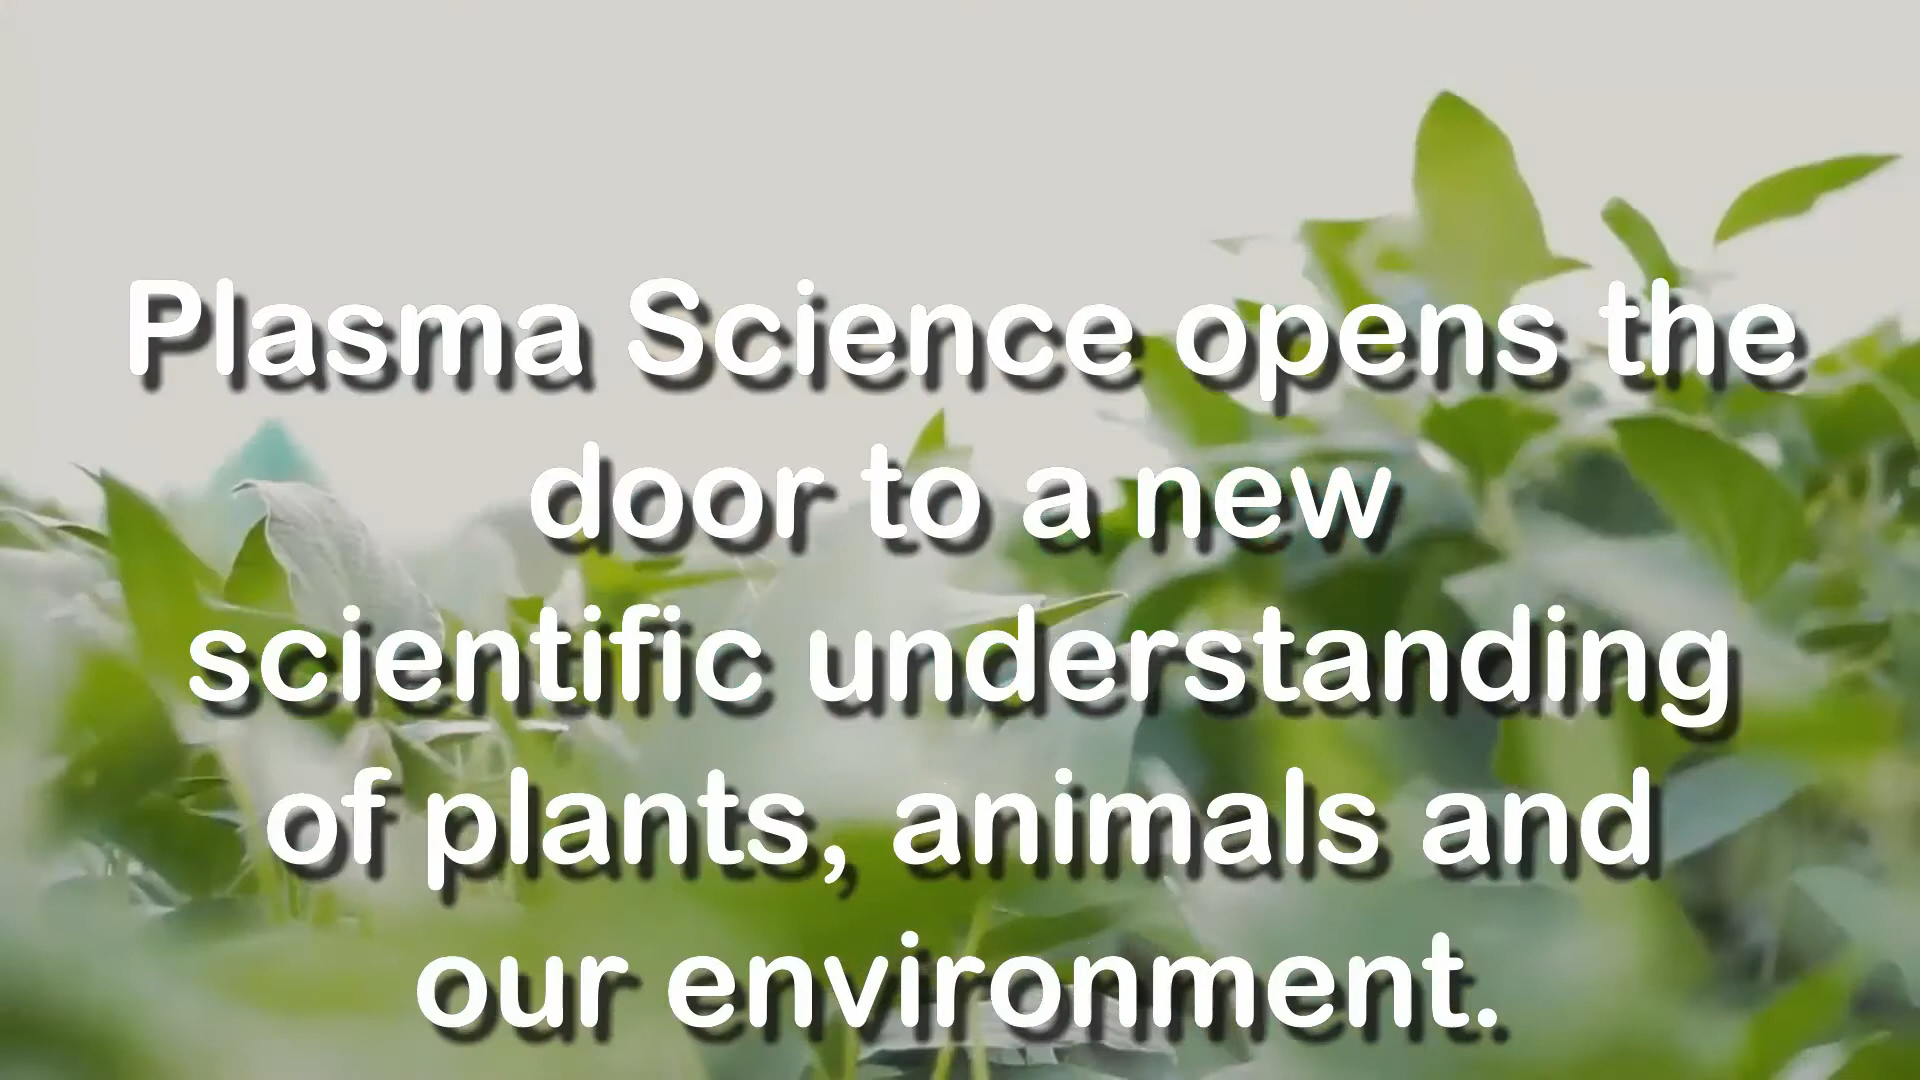 Plasma Science opens the
door to a new
scientific understanding
of plants, animals and
our environment.